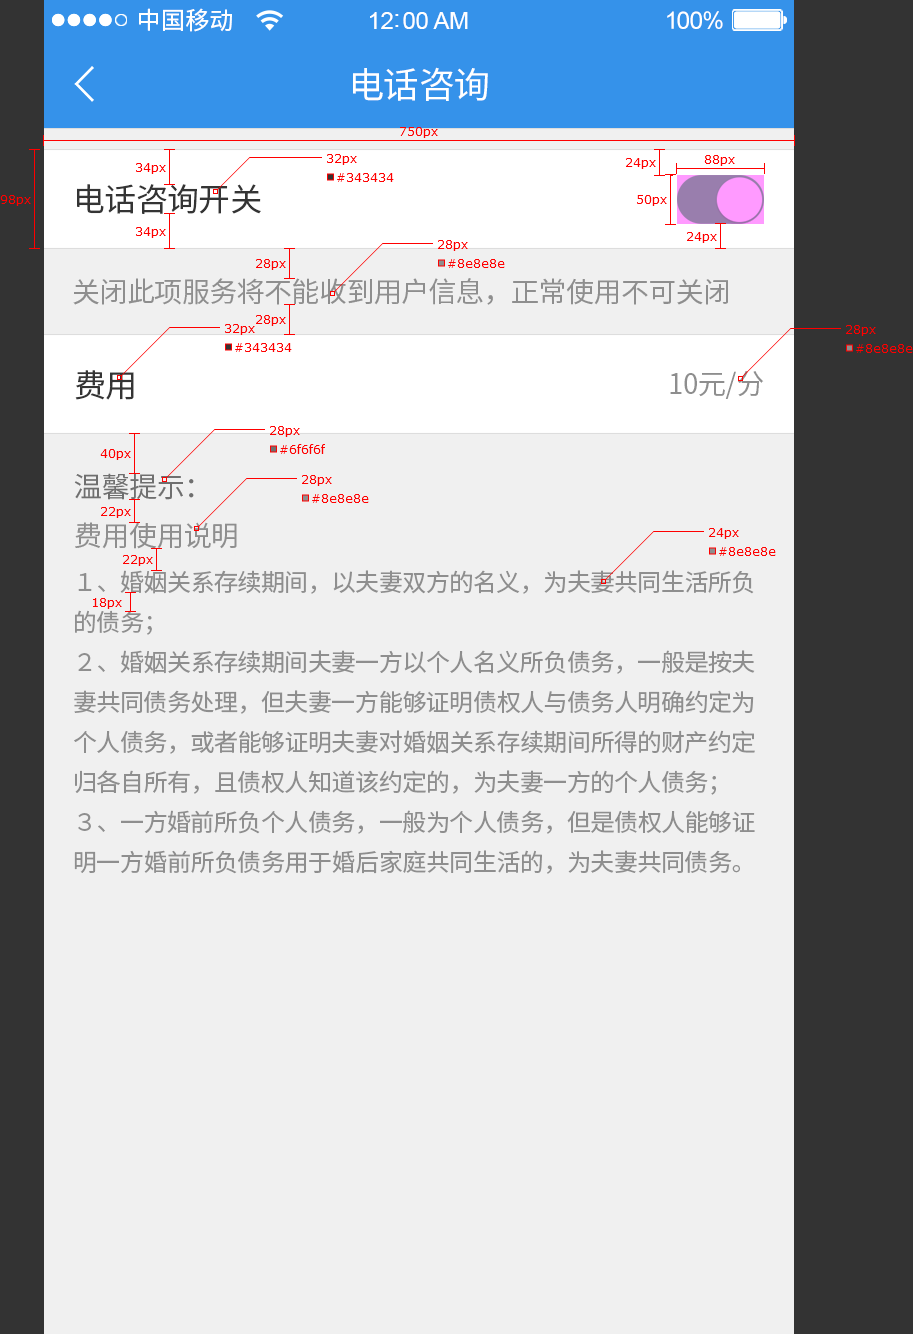 中国移动 12:00 AM 100%
电话咨询
750px
34px 32px 24px 88px
#343434
98px 电话咨询开关 50px
34px 24px
28px 28px
#8e8e8e
关闭此项服务将不能收到用户信息，正常使用不可关闭
28px
32px 28px
#343434 #8e8e8e
费用 10元/分
28px
40px #6f6f6f
温馨提示：
28px
#8e8e8e
22px
费用使用说明
24px
#8e8e8e
22px
1、婚姻关系存续期间，以夫妻双方的名义，为夫妻共同生活所负
18px
的债务；
2、婚姻关系存续期间夫妻一方以个人名义所负债务，一般是按夫
妻共同债务处理，但夫妻一方能够证明债权人与债务人明确约定为
个人债务，或者能够证明夫妻对婚姻关系存续期间所得的财产约定
归各自所有，且债权人知道该约定的，为夫妻一方的个人债务；
3、一方婚前所负个人债务，一般为个人债务，但是债权人能够证
明一方婚前所负债务用于婚后家庭共同生活的，为夫妻共同债务。